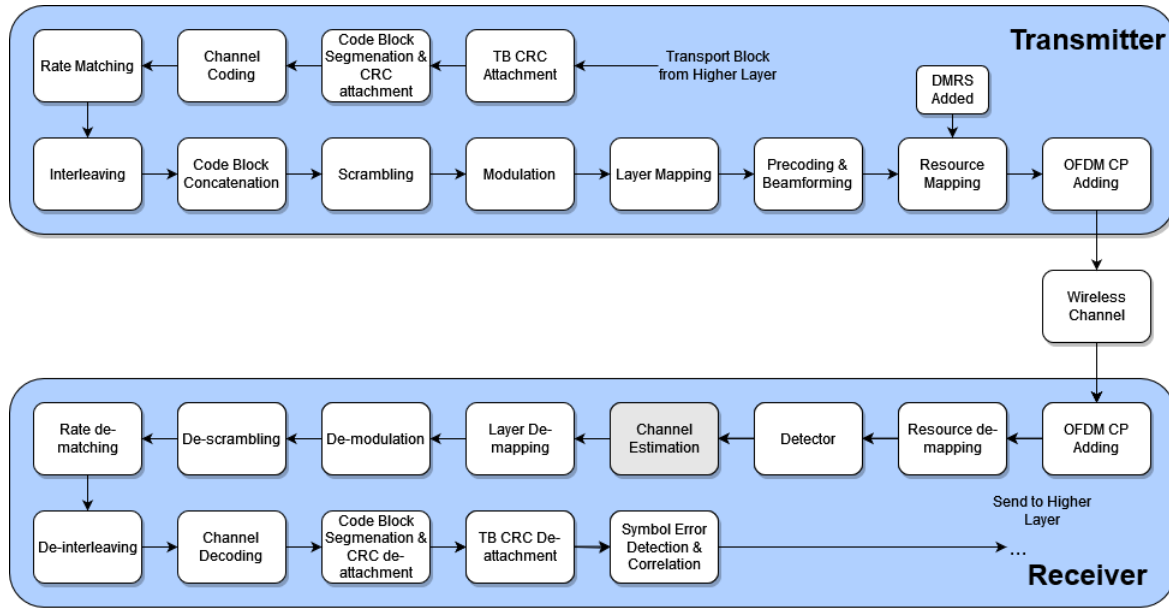 Transmitter
Rate Matching
Channel
Coding
Code Block
Segmenation &
CRC
attachment
TB CRC
Attachment
Transport Block
from Higher Layer
DMRS
Added
Interleaving
Code Block
Concatenation
Scrambling
Modulation
Layer Mapping
Precoding &
Beamforming
Resource
Mapping
OFDM CP
Adding
Wireless
Channel
Rate de-
matching
De-scrambling
De-modulation
Layer De-
mapping
Channel
Estimation
Detector
Resource de-
mapping
OFDM CP
Adding
De-interleaving
Channel
Decoding
Code Block
Segmenation &
CRC de-
attachment
TB CRC De-
attachment
Symbol Error
Detection &
Correlation
Send to Higher
Layer
...
Receiver